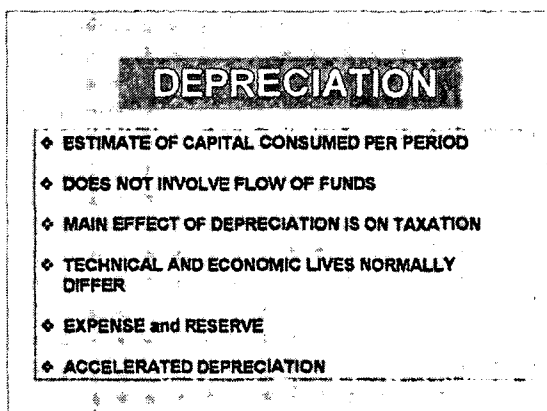 DEPRECIATION
❖ ESTIMATE OF CAPITAL CONSUMED PER PERIOD
❖ DOES NOT INVOLVE FLOW OF FUNDS
❖ MAIN EFFECT OF DEPRECIATION IS ON TAXATION
❖ TECHNICAL AND ECONOMIC LIVES NORMALLY
DIFFER
❖ EXPENSE and RESERVE
❖ ACCELERATED DEPRECIATION